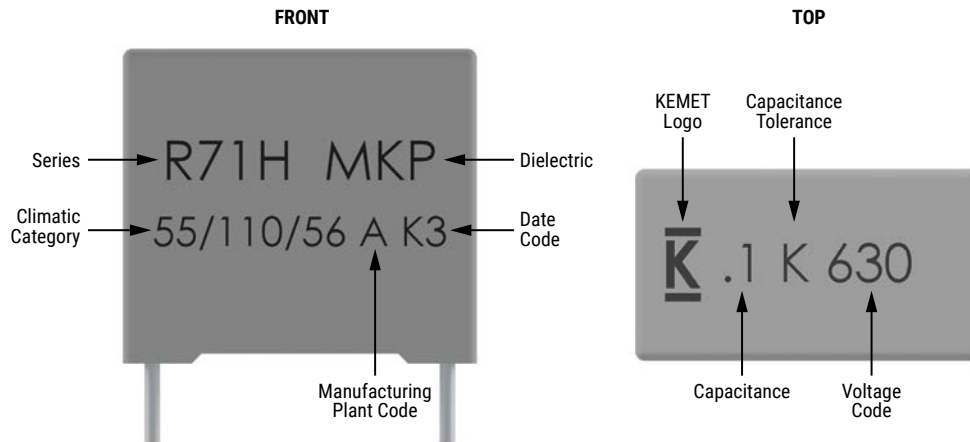 FRONT
R71H MKP
55/110/56 A K3
Series
Dielectric
Climatic
Category
Date
Code
Manufacturing
Plant Code
TOP
KEMET
Logo
Capacitance
Tolerance
K .1 K 630
Capacitance
Voltage
Code